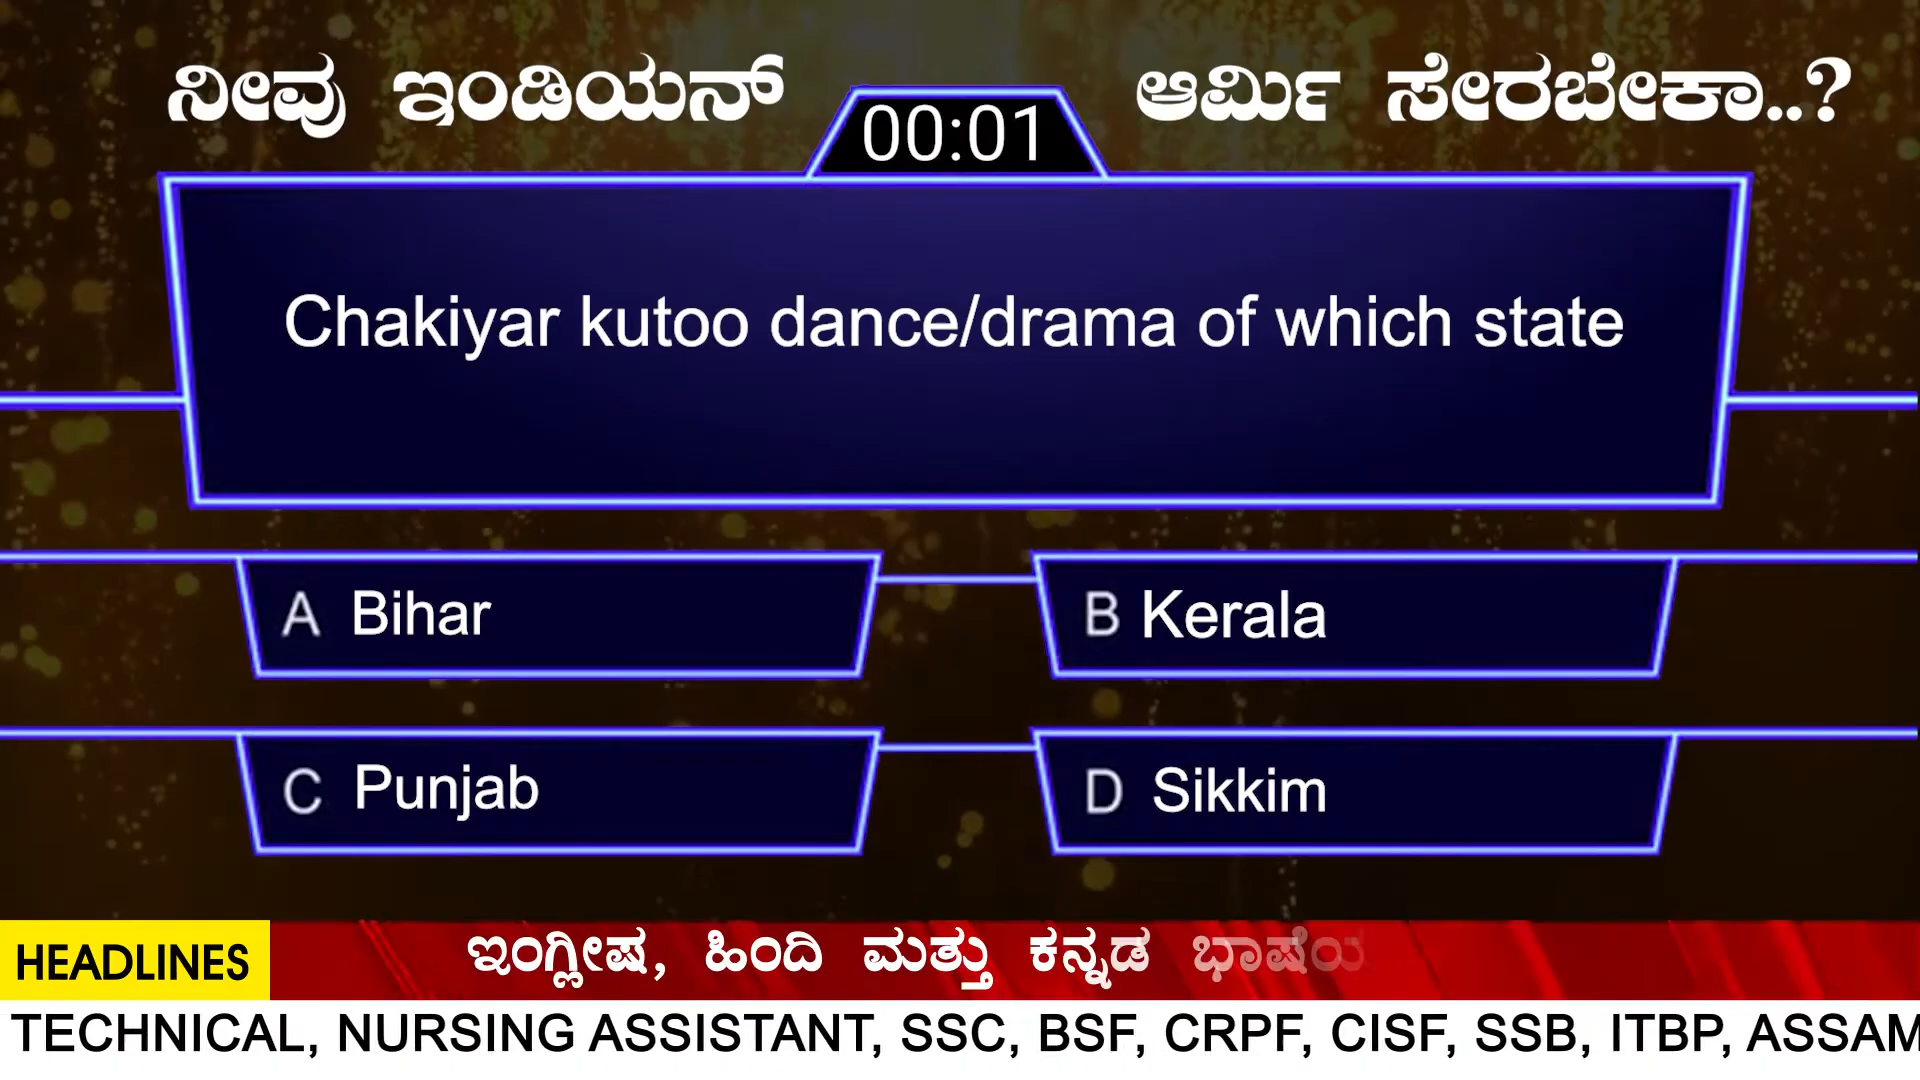 ನೀವು ಇಂಡಿಯನ್ ಆರ್ಮಿ ಸೇರಬೇಕಾ..?
00:01
Chakiyar kutoo dance/drama of which state
A Bihar
B Kerala
C Punjab
D Sikkim
HEADLINES
ಇಂಗ್ಲೀಷ, ಹಿಂದಿ ಮತ್ತು ಕನ್ನಡ ಭಾಷೆಯ
TECHNICAL, NURSING ASSISTANT, SSC, BSF, CRPF, CISF, SSB, ITBP, ASSAM